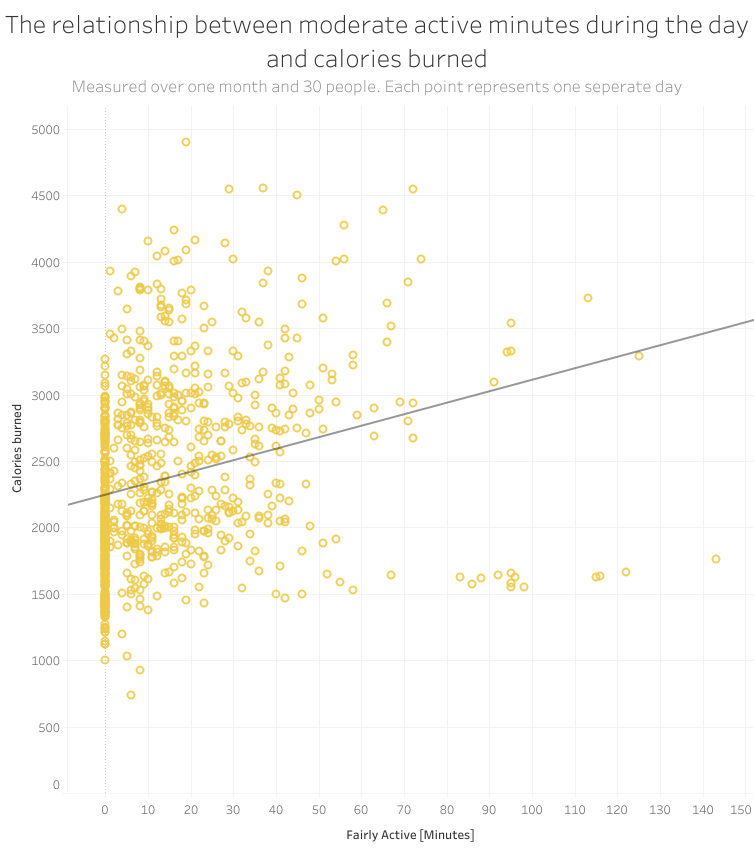 The relationship between moderate active minutes during the day
and calories burned
Measured over one month and 30 people. Each point represents one seperate day
5000
4500
4000
3500
3000
2500
2000
1500
1000
500
0
Calories burned
0 10 20 30 40 50 60 70 80 90 100 110 120 130 140 150
Fairly Active [Minutes]